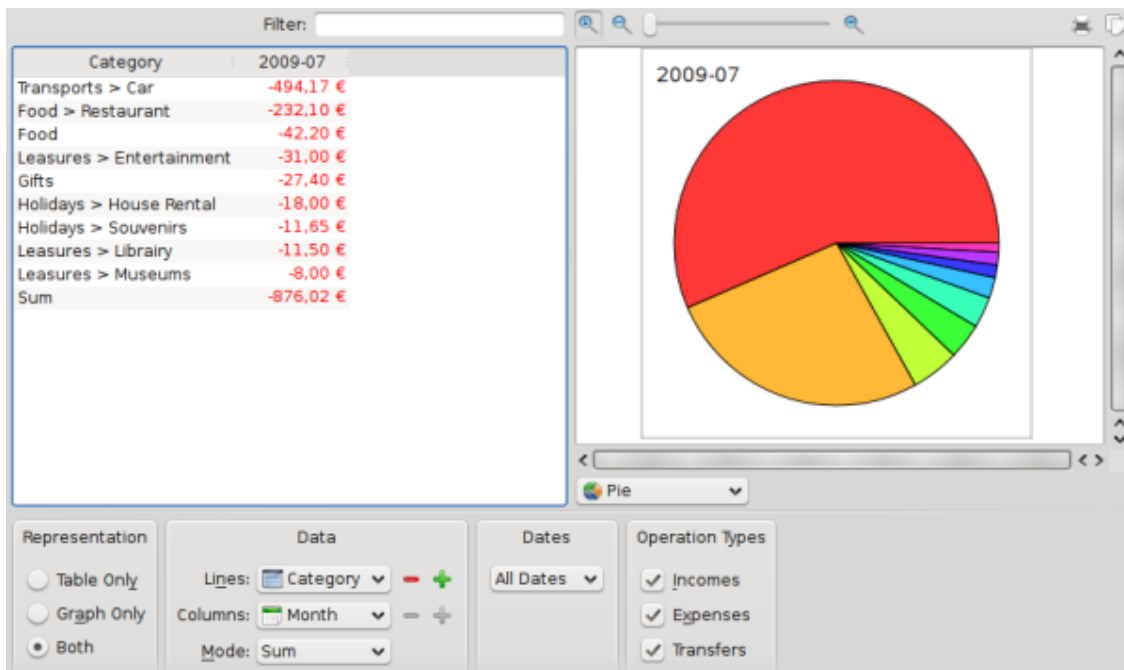 Filter:
Category 2009-07
Transports > Car -494,17 €
Food > Restaurant -232,10 €
Food -42,20 €
Leasures > Entertainment -31,00 €
Gifts -27,40 €
Holidays > House Rental -18,00 €
Holidays > Souvenirs -11,65 €
Leasures > Librairy -11,50 €
Leasures > Museums -8,00 €
Sum -876,02 €
2009-07
Pie
Representation
Table Only
Graph Only
Both
Data
Lines: Category
Columns: Month
Mode: Sum
Dates
All Dates
Operation Types
Incomes
Expenses
Transfers